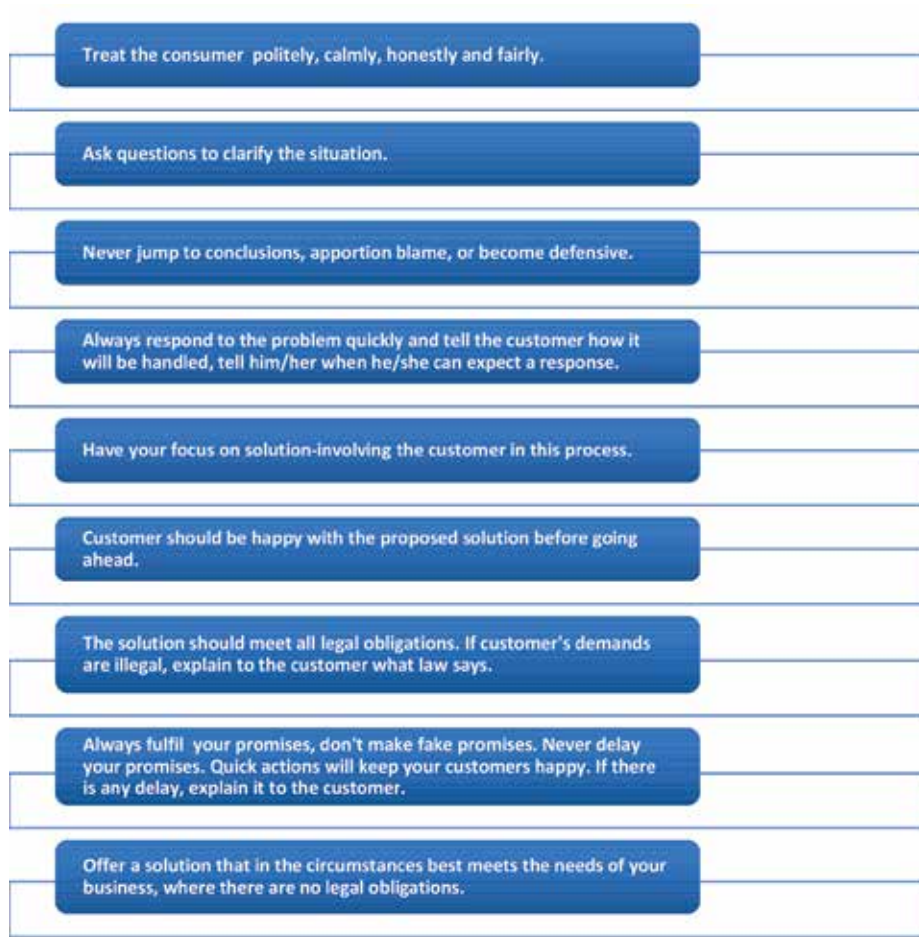 Treat the consumer  politely, calmly, honestly and fairly.
Ask questions to clarify the situation.
Never jump to conclusions, apportion blame, or become defensive.
Always respond to the problem quickly and tell the customer how it
will be handled, tell him/her when he/she can expect a response.
Have your focus on solution-involving the customer in this process.
Customer should be happy with the proposed solution before going
ahead.
The solution should meet all legal obligations. If customer's demands
are illegal, explain to the customer what law says.
Always fulfil  your promises, don't make fake promises. Never delay
your promises. Quick actions will keep your customers happy. If there
is any delay, explain it to the customer.
Offer a solution that in the circumstances best meets the needs of your
business, where there are no legal obligations.